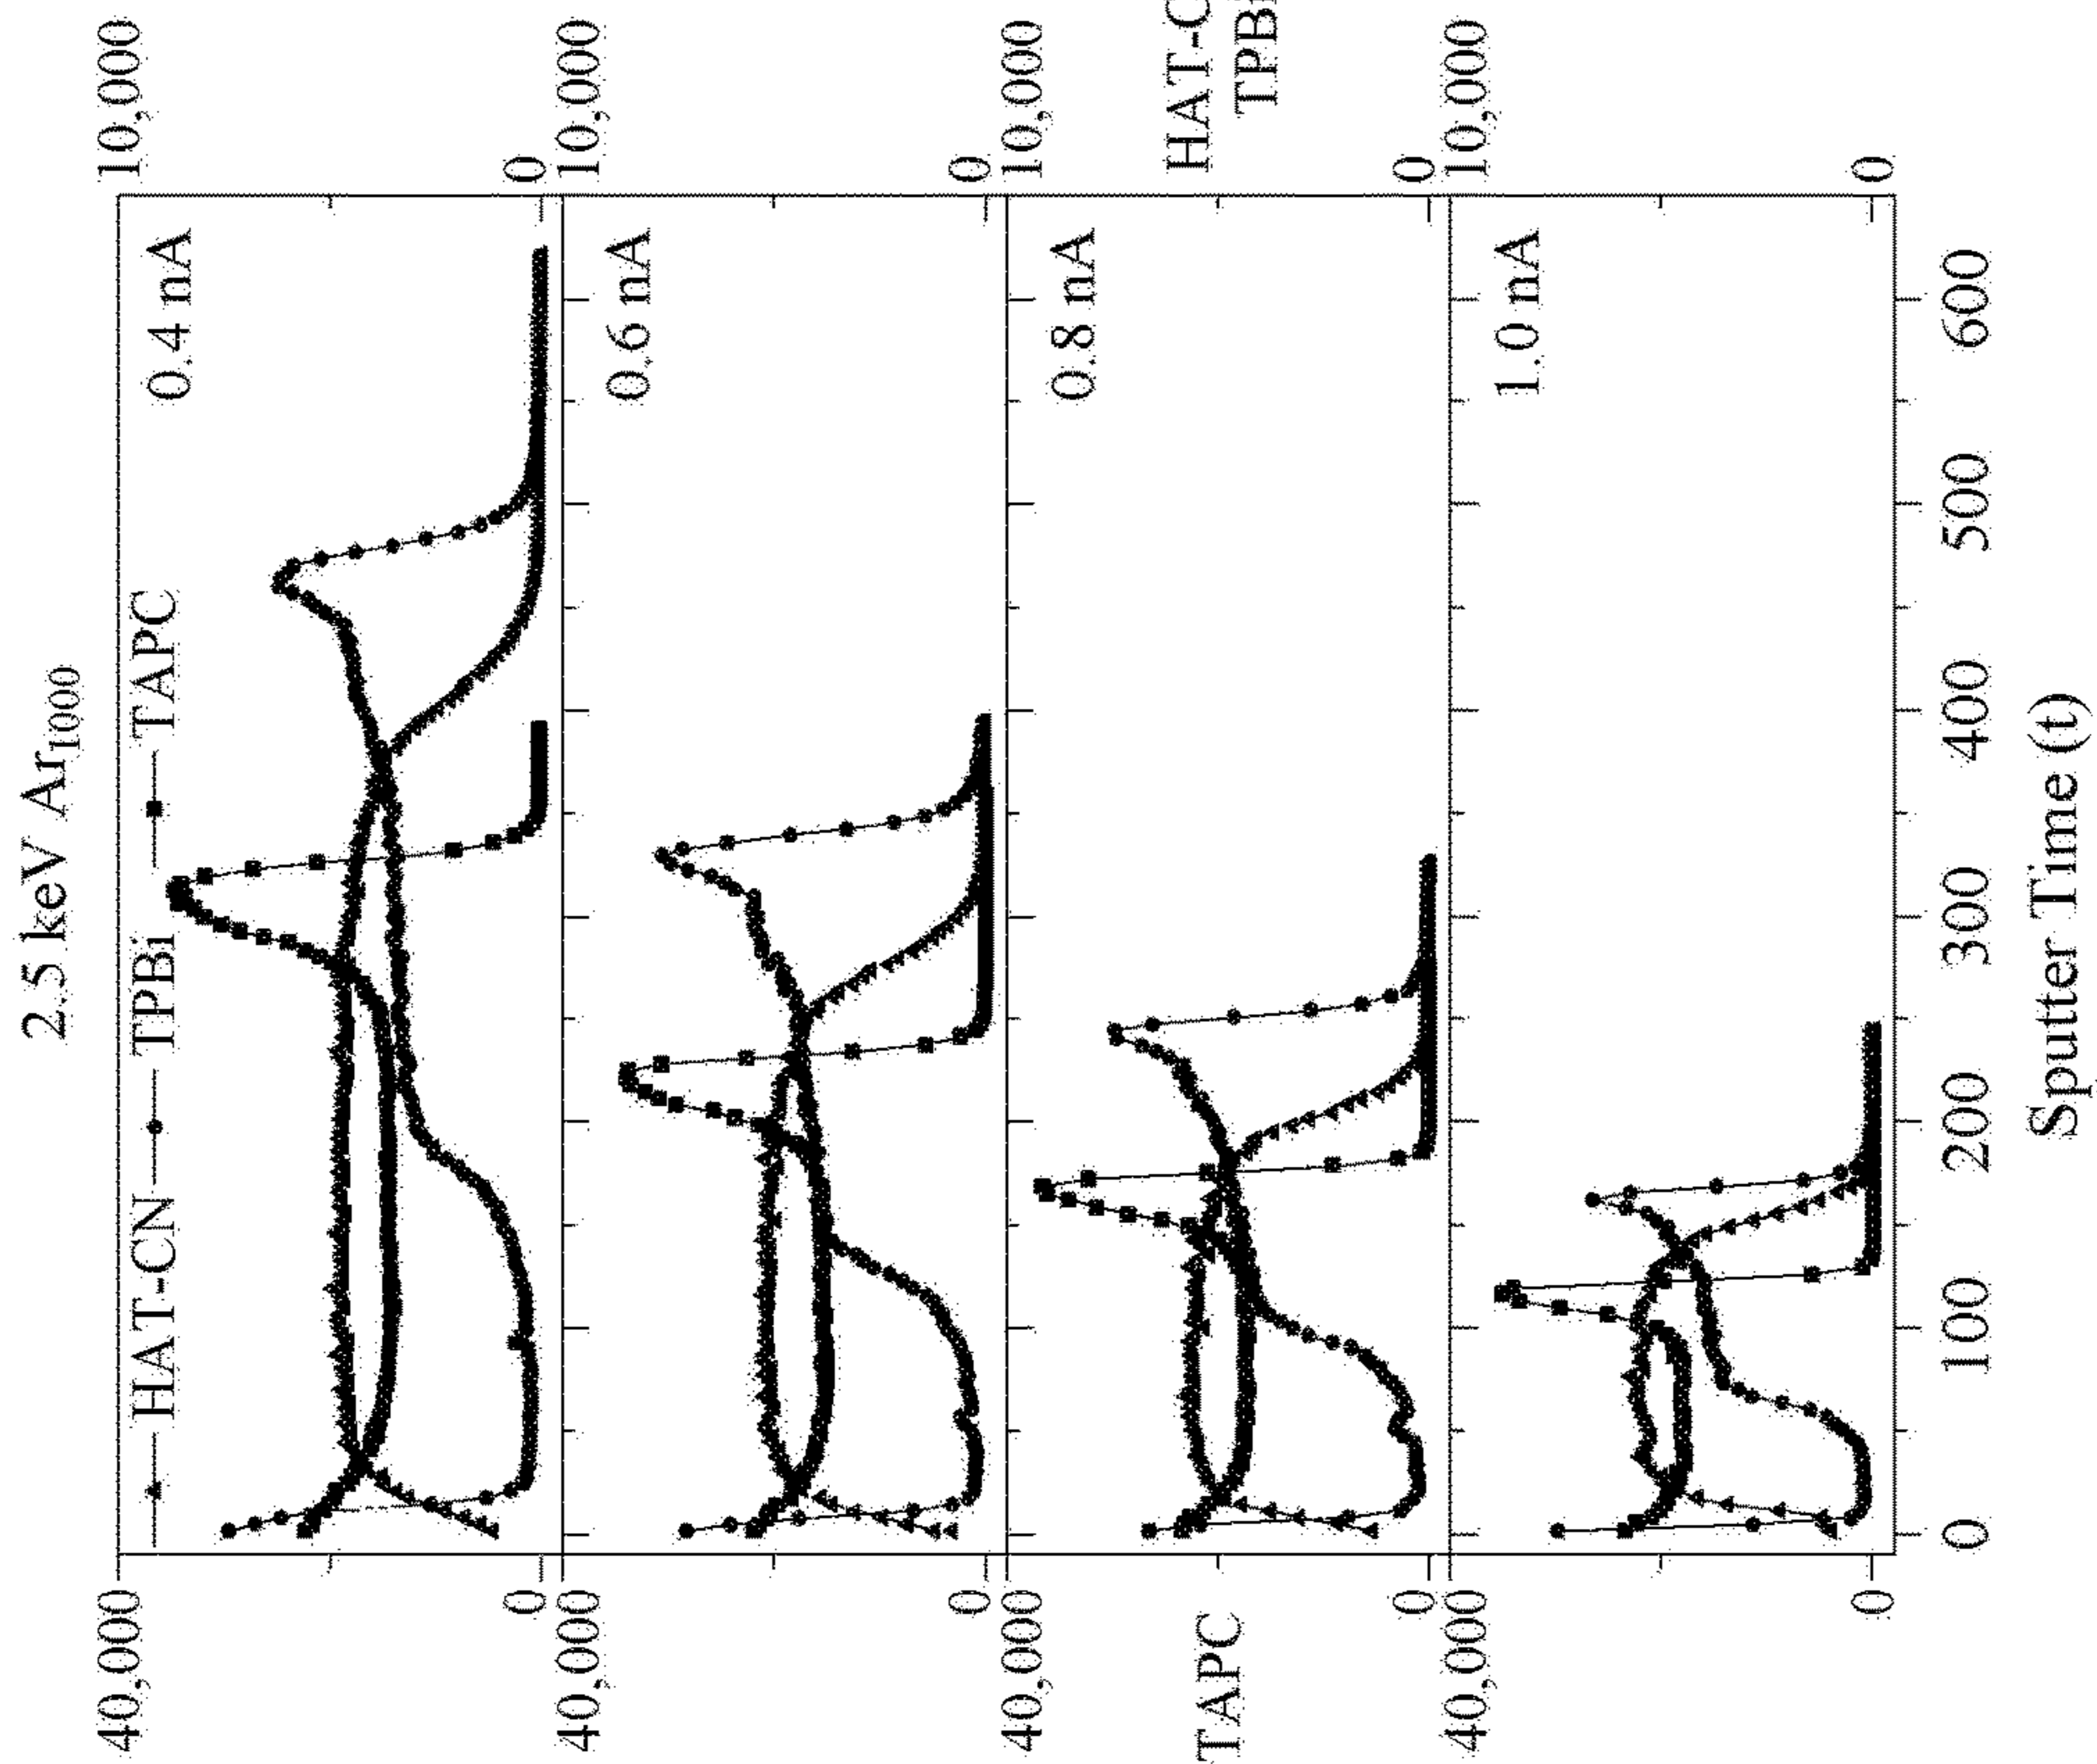 2.5 keV Ar1000
HAT-CN TPBi TAPC
40,000
0.4 nA
10,000
0
0
40,000
0.6 nA
10,000
0
0
40,000
0.8 nA
10,000
0
0
TAPC
HAT-C
TPBi
40,000
1.0 nA
10,000
0
0
0 100 200 300 400 500 600
Sputter Time (t)